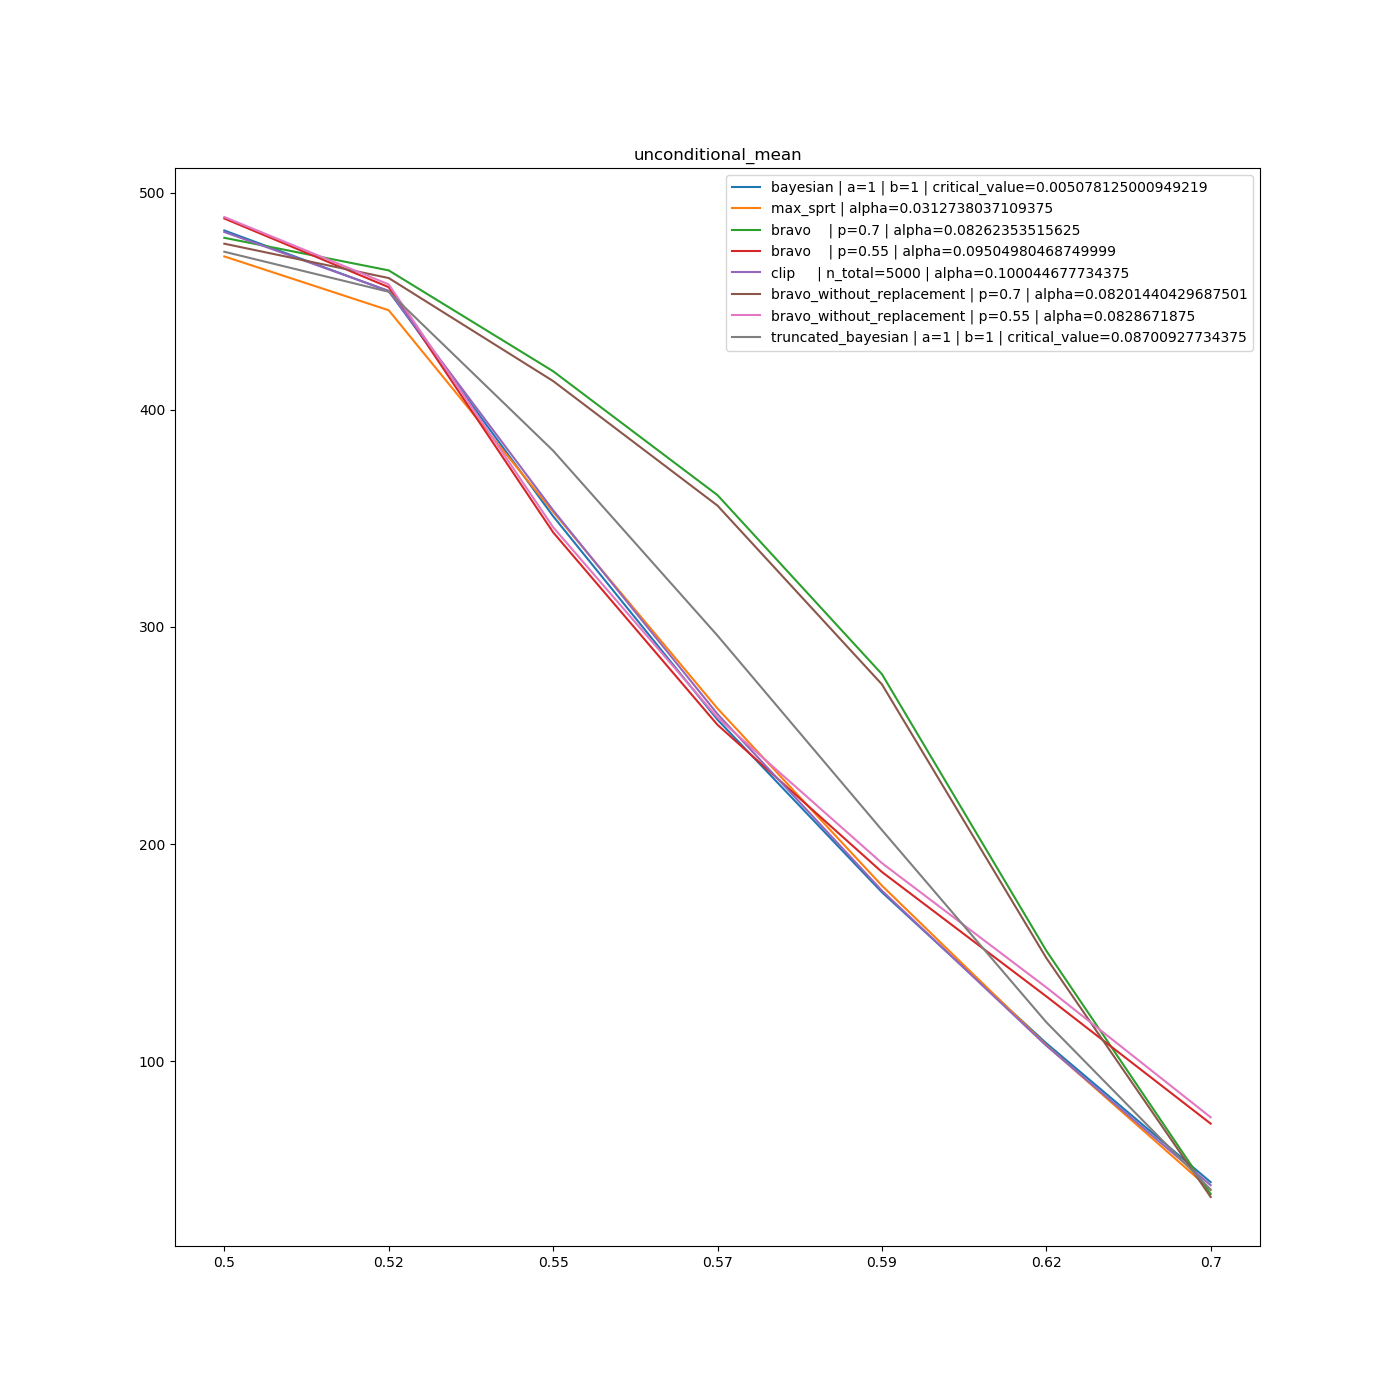 unconditional_mean
bayesian | a=1 | b=1 | critical_value=0.005078125000949219
max_sprt | alpha=0.0312738037109375
bravo    | p=0.7 | alpha=0.08262353515625
bravo    | p=0.55 | alpha=0.09504980468749999
clip     | n_total=5000 | alpha=0.100044677734375
bravo_without_replacement | p=0.7 | alpha=0.08201440429687501
bravo_without_replacement | p=0.55 | alpha=0.0828671875
truncated_bayesian | a=1 | b=1 | critical_value=0.08700927734375
500
400
300
200
100
0.5 0.52 0.55 0.57 0.59 0.62 0.7